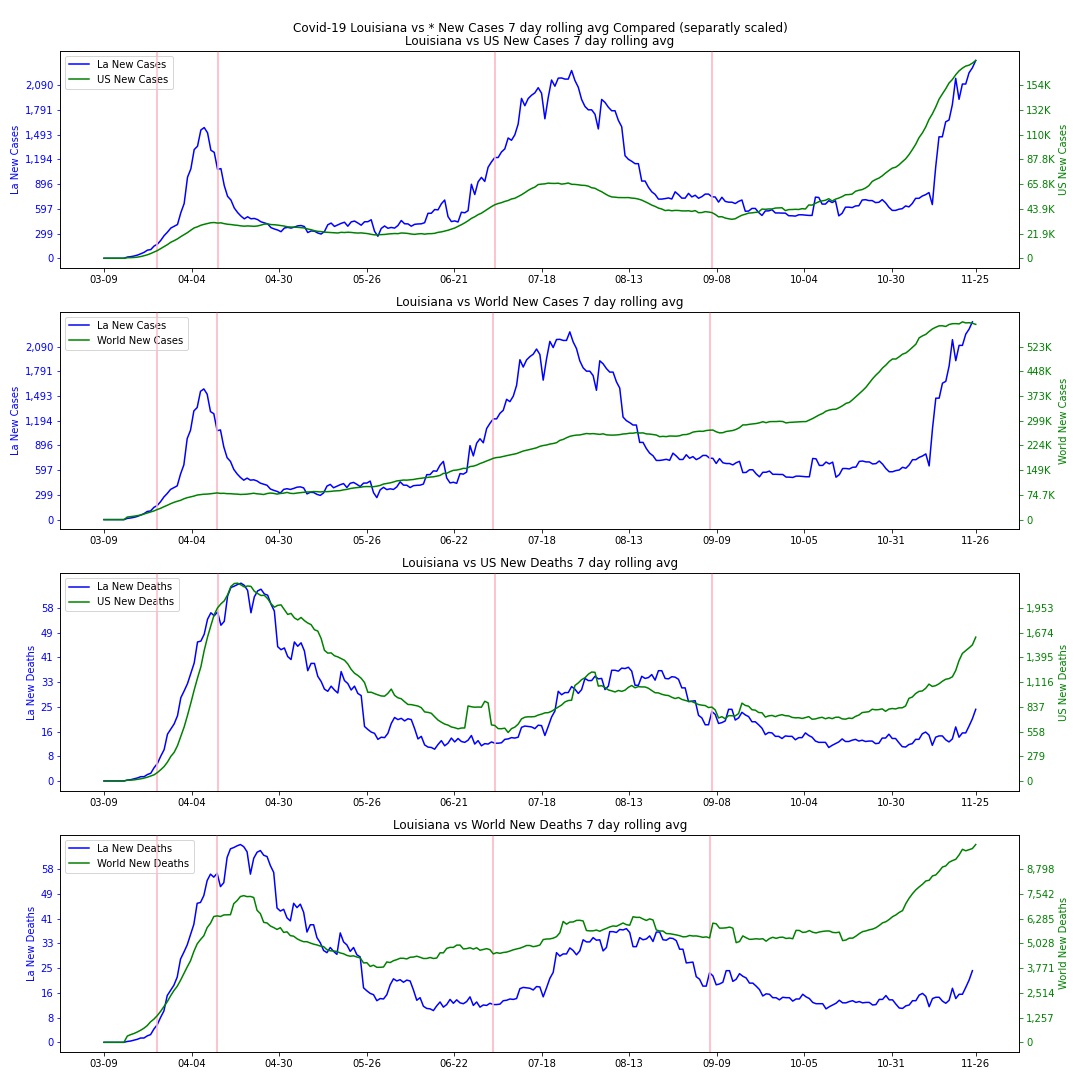 Covid-19 Louisiana vs * New Cases 7 day rolling avg Compared (separatly scaled)
Louisiana vs US New Cases 7 day rolling avg
La New Cases
US New Cases
2,090
1,791
1,493
1,194
896
597
299
0
La New Cases
154K
132K
110K
87.8K
65.8K
43.9K
21.9K
0
US New Cases
03-09 04-04 04-30 05-26 06-21 07-18 08-13 09-08 10-04 10-30 11-25
Louisiana vs World New Cases 7 day rolling avg
La New Cases
World New Cases
2,090
1,791
1,493
1,194
896
597
299
0
La New Cases
523K
448K
373K
299K
224K
149K
74.7K
0
World New Cases
03-09 04-04 04-30 05-26 06-22 07-18 08-13 09-09 10-05 10-31 11-26
Louisiana vs US New Deaths 7 day rolling avg
La New Deaths
US New Deaths
58
49
41
33
25
16
8
0
La New Deaths
1,953
1,674
1,395
1,116
837
558
279
0
US New Deaths
03-09 04-04 04-30 05-26 06-21 07-18 08-13 09-08 10-04 10-30 11-25
Louisiana vs World New Deaths 7 day rolling avg
La New Deaths
World New Deaths
58
49
41
33
25
16
8
0
La New Deaths
8,798
7,542
6,285
5,028
3,771
2,514
1,257
0
World New Deaths
03-09 04-04 04-30 05-26 06-22 07-18 08-13 09-09 10-05 10-31 11-26